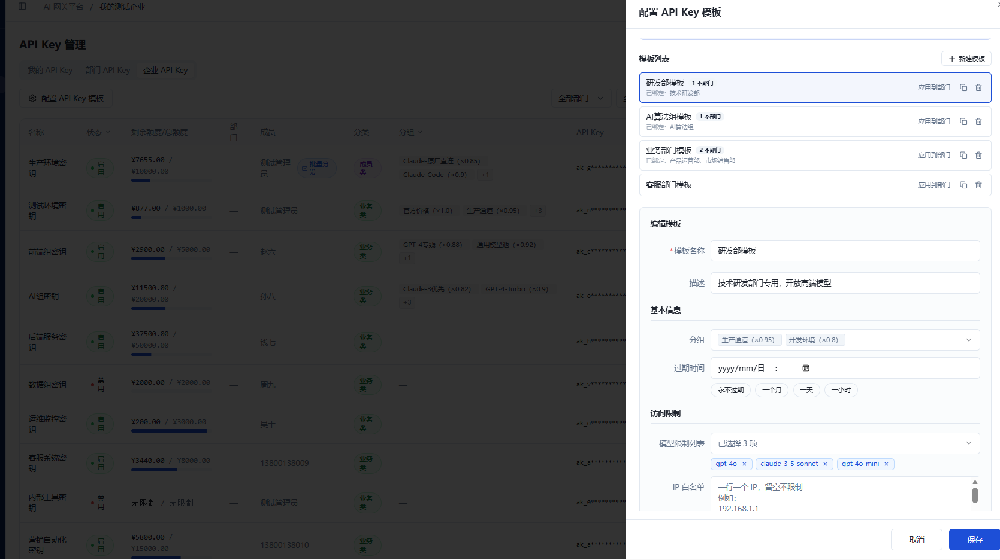 AI 网关平台 / 我的测试企业
API Key 管理
我的 API Key 部门 API Key 企业 API Key
配置 API Key 模板 全部部门
名称 状态 剩余额度/总额度 部门 成员 分类 分组 API Key
生产环境密钥 启用 ¥7655.00 / ¥10000.00 — 测试管理员 批量分发 成员类 Claude-原厂直连 (×0.85) Claude-Code (×0.9) +1 ak_g**********
测试环境密钥 启用 ¥877.00 / ¥1000.00 — 测试管理员 业务类 官方价格 (×1.0) 生产通道 (×0.95) +3 ak_n**********
前端组密钥 启用 ¥2900.00 / ¥5000.00 — 赵六 业务类 GPT-4专线 (×0.88) 通用模型池 (×0.92) +1 ak_c**********
AI组密钥 启用 ¥11500.00 / ¥20000.00 — 孙八 业务类 Claude-3优先 (×0.82) GPT-4-Turbo (×0.9) +3 ak_o**********
后端服务密钥 启用 ¥37500.00 / ¥50000.00 — 钱七 业务类 — ak_h**********
数据组密钥 禁用 ¥2000.00 / ¥2000.00 — 周九 业务类 — ak_v**********
运维监控密钥 启用 ¥200.00 / ¥3000.00 — 吴十 业务类 — ak_o**********
客服系统密钥 启用 ¥3440.00 / ¥8000.00 — 13800138009 业务类 — ak_a**********
内部工具密钥 禁用 无限制 / 无限制 — 测试管理员 业务类 — ak_e**********
营销自动化密钥 启用 ¥5800.00 / ¥15000.00 — 13800138010 业务类 — ak_a**********
配置 API Key 模板
模板列表 新建模板
研发部模板 1 个部门
已绑定：技术研发部
应用到部门
AI算法组模板 1 个部门
已绑定：AI算法组
应用到部门
业务部门模板 2 个部门
已绑定：产品运营部、市场销售部
应用到部门
客服部门模板 应用到部门
编辑模板
*模板名称 研发部模板
描述 技术研发部门专用，开放高端模型
基本信息
分组 生产通道 (×0.95) 开发环境 (×0.8)
过期时间 yyyy/mm/日 --:--
永不过期 一个月 一天 一小时
访问限制
模型限制列表 已选择 3 项
gpt-4o × claude-3-5-sonnet × gpt-4o-mini ×
IP 白名单 一行一个 IP，留空不限制
例如：
192.168.1.1
取消 保存